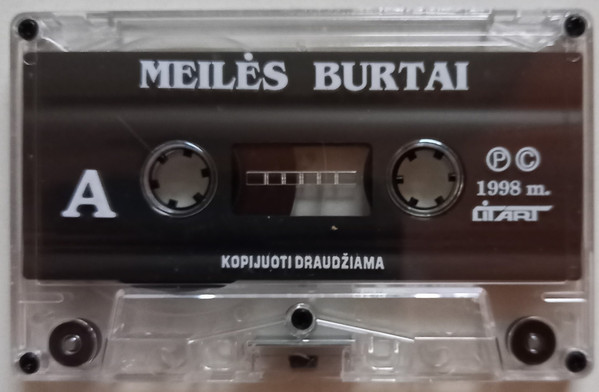 MEILĖS BURTAI
A
Ⓟ Ⓒ
1998 m.
LITART
KOPIJUOTI DRAUDŽIAMA